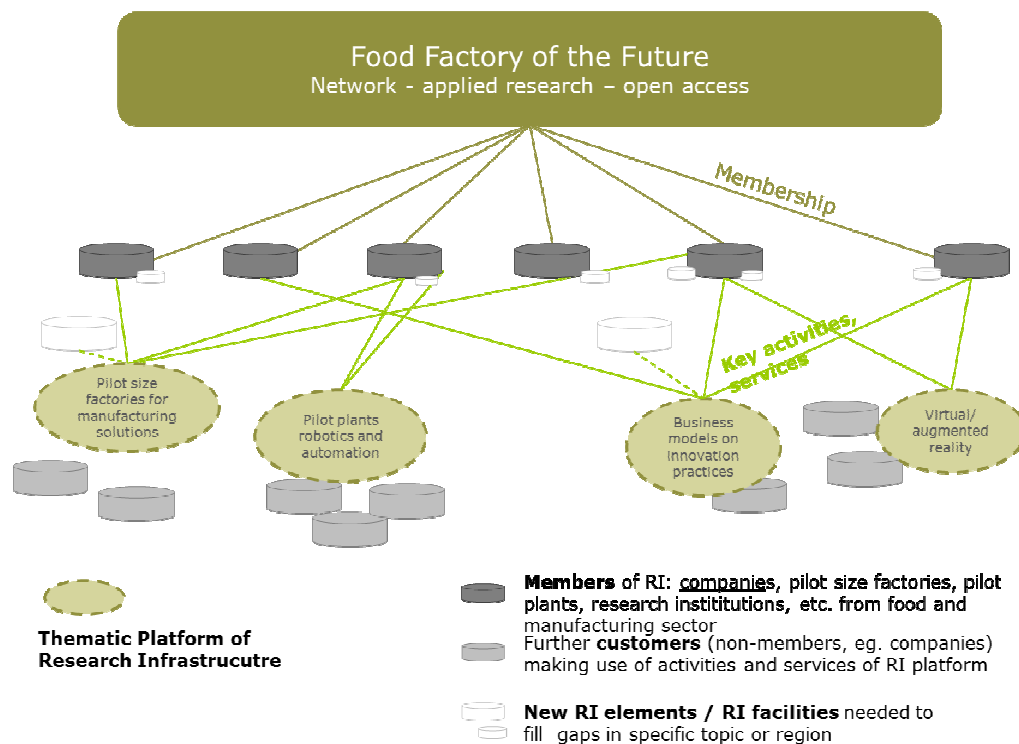 Food Factory of the Future
Network - applied research – open access
Membership
Key activities,
services
Pilot size
factories for
manufacturing
solutions
Pilot plants
robotics and
automation
Business
models on
innovation
practices
Virtual/
augmented
reality
Thematic Platform of
Research Infrastrucutre
Members of RI: companies, pilot size factories, pilot
plants, research instititutions, etc. from food and
manufacturing sector
Further customers (non-members, eg. companies)
making use of activities and services of RI platform
New RI elements / RI facilities needed to
fill gaps in specific topic or region